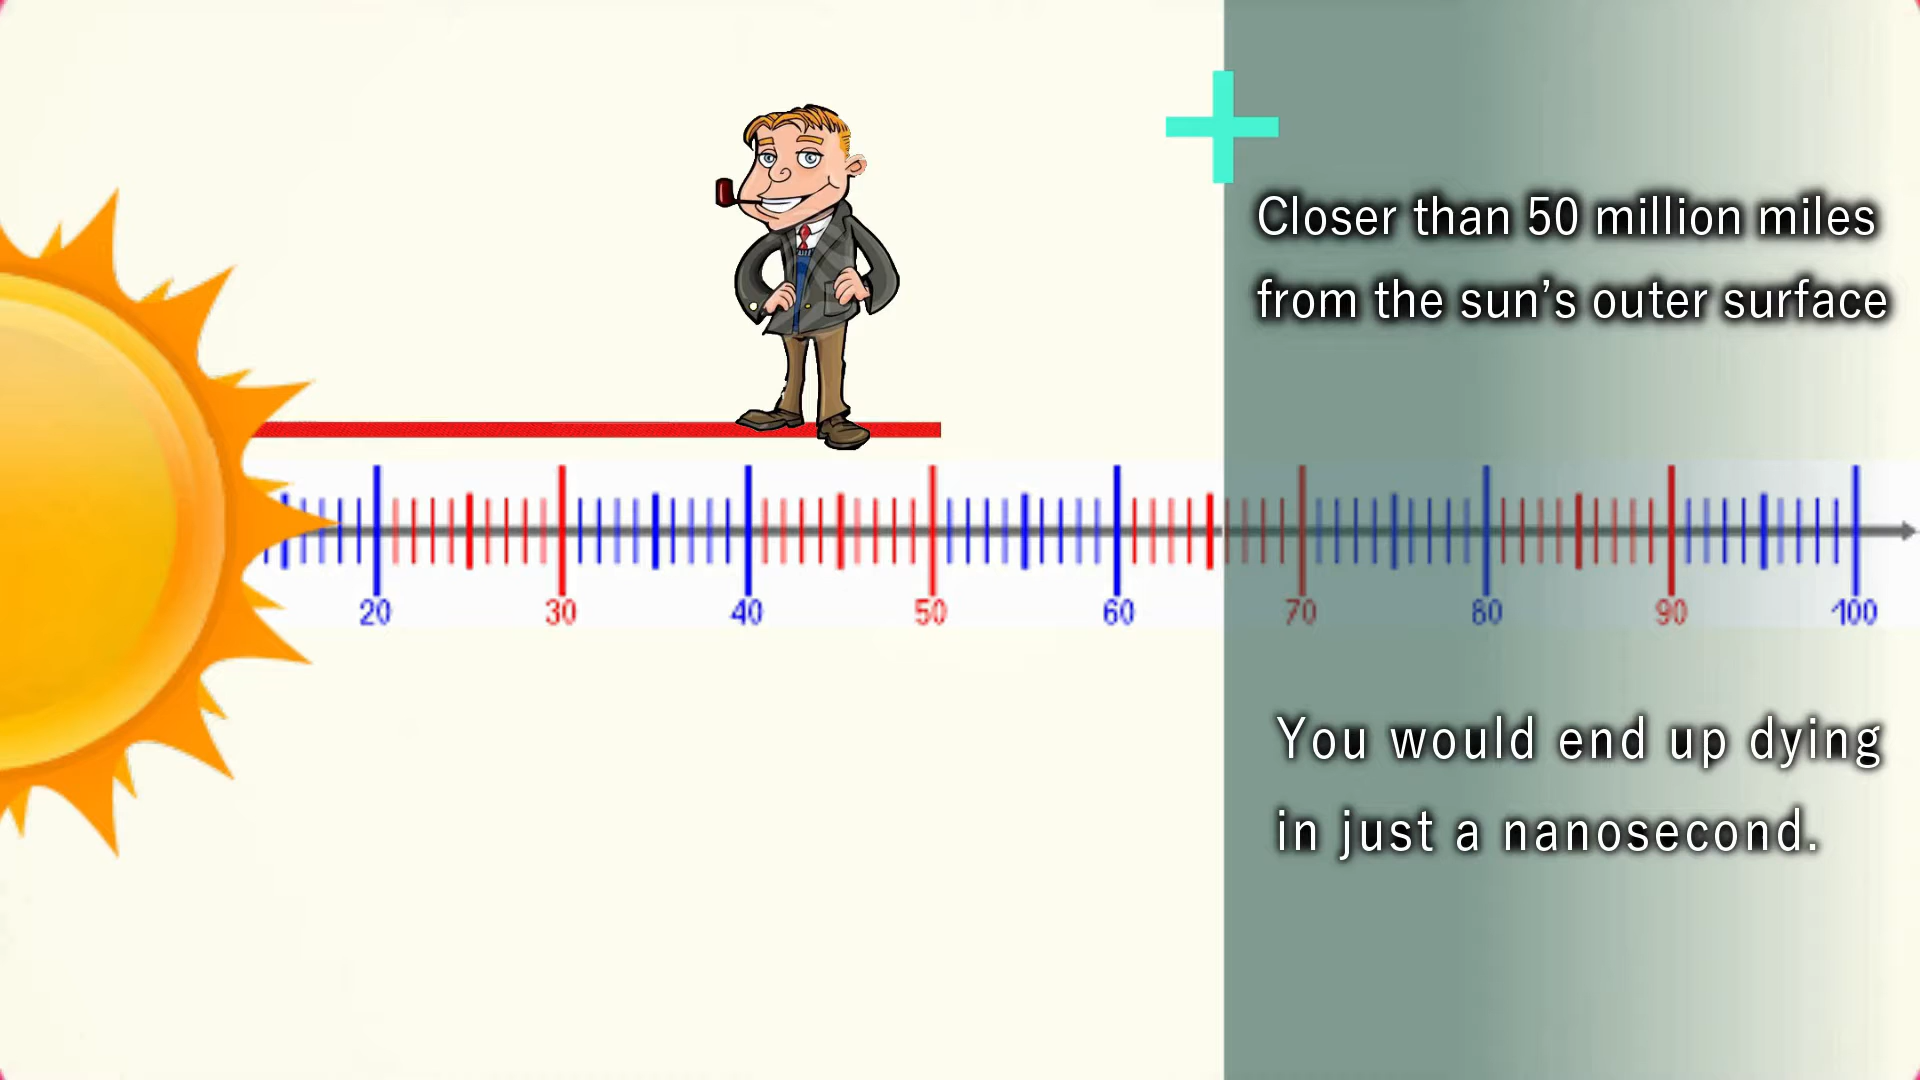 Closer than 50 million miles
from the sun’s outer surface
20 30 40 50 60 70 80 90 100
You would end up dying
in just a nanosecond.